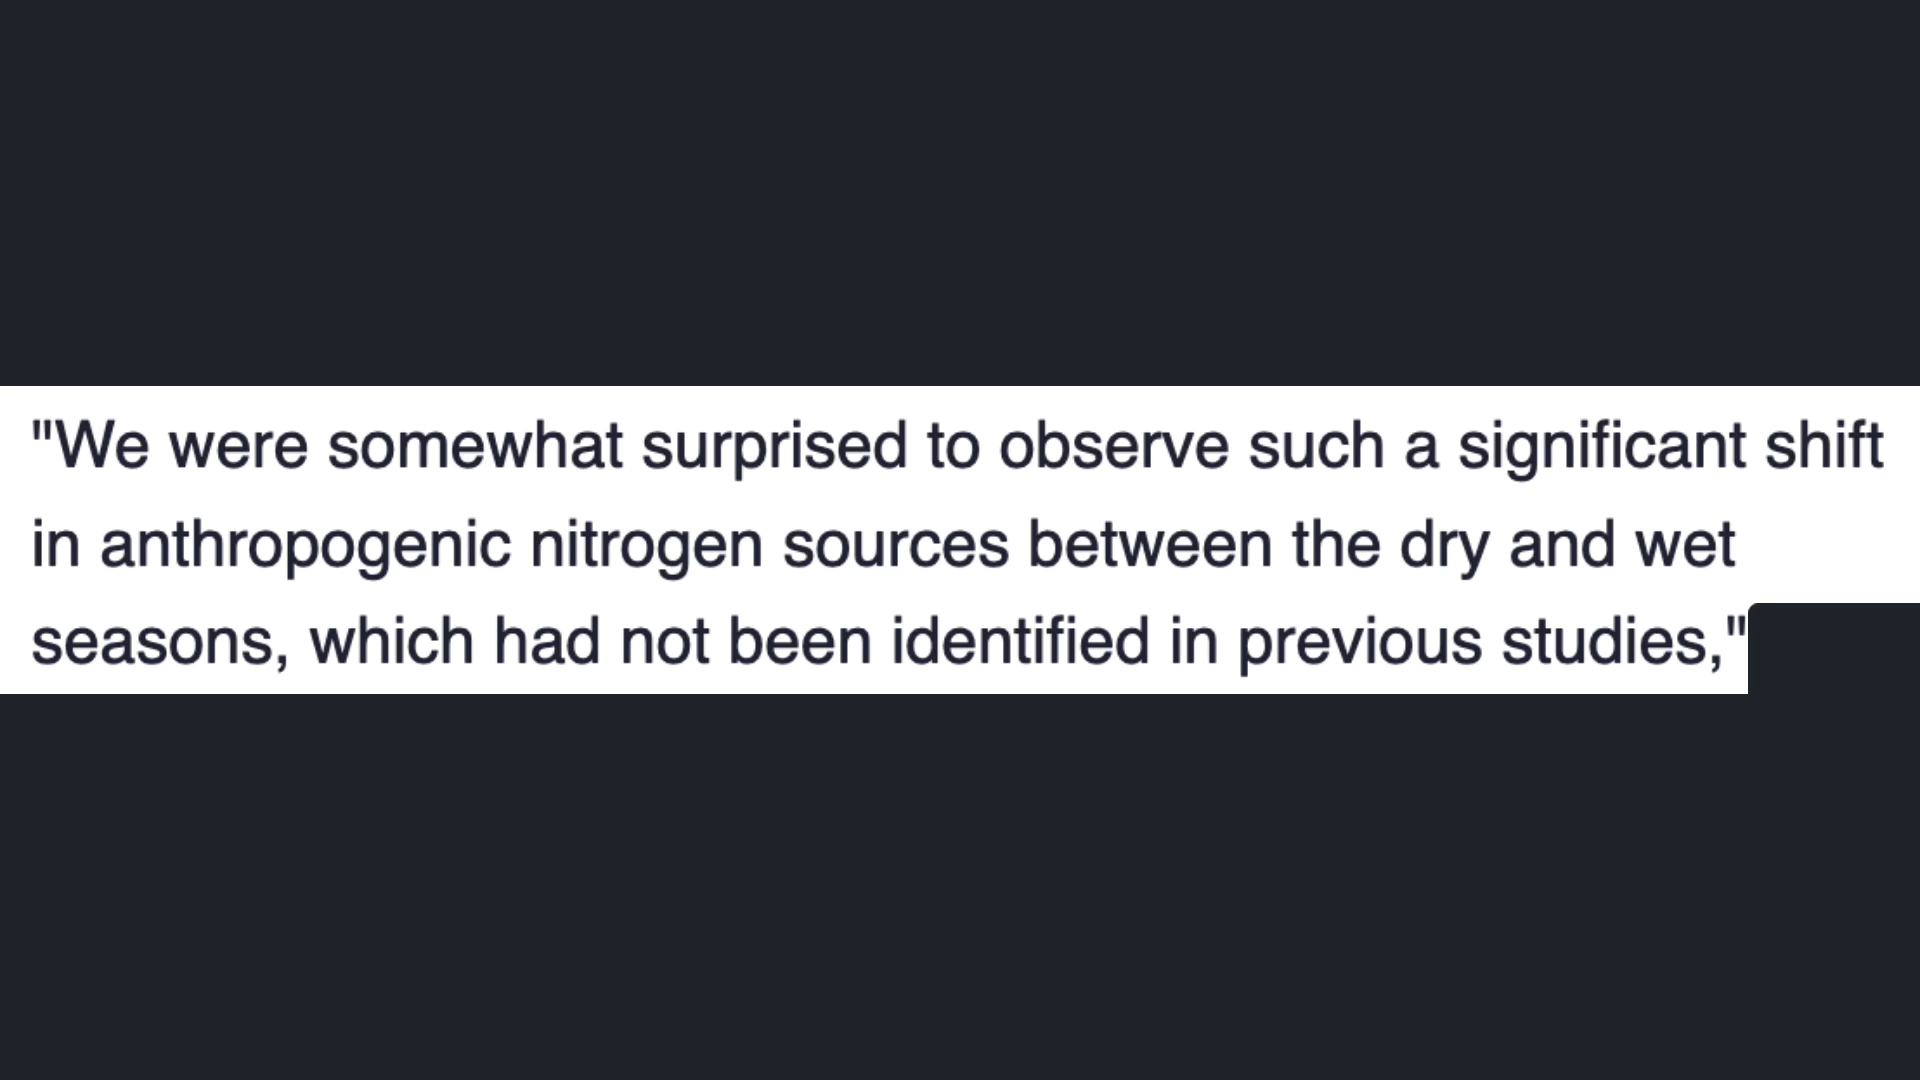 "We were somewhat surprised to observe such a significant shift
in anthropogenic nitrogen sources between the dry and wet
seasons, which had not been identified in previous studies,"